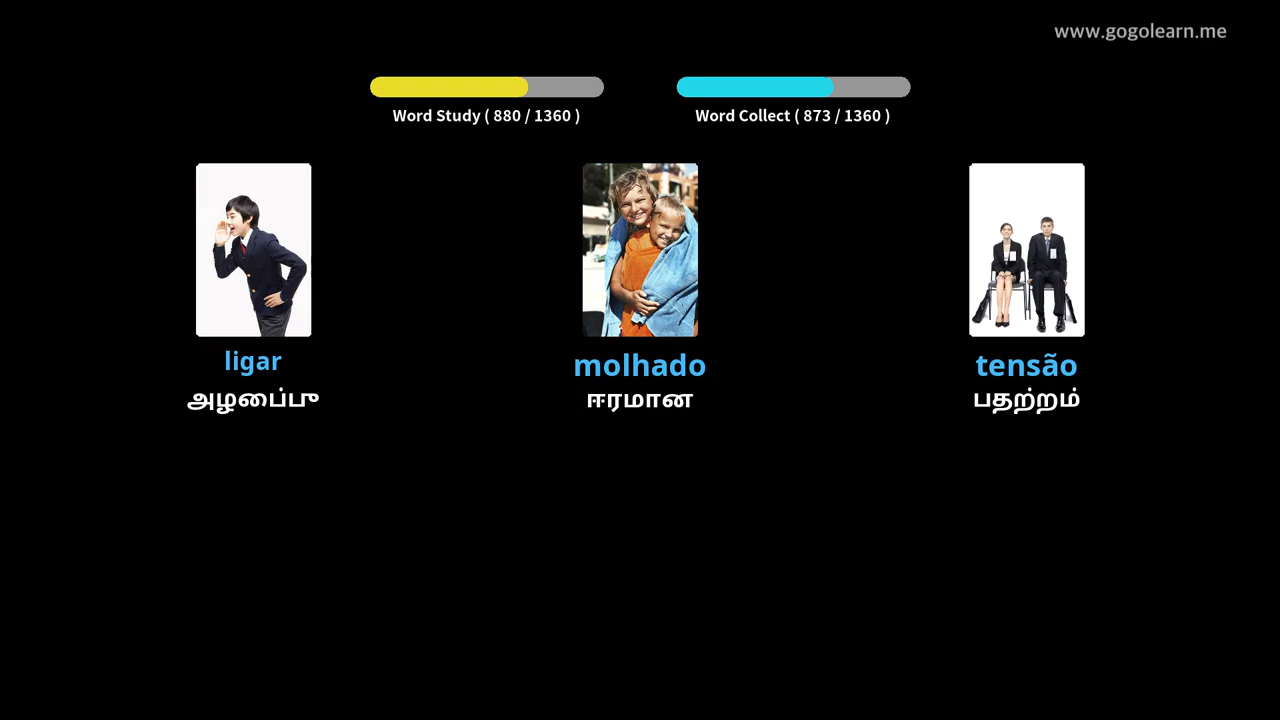 www.gogolearn.me
Word Study ( 880 / 1360 )
Word Collect ( 873 / 1360 )
ligar
molhado
tensão
அழைப்பு
ஈரமான
பதற்றம்